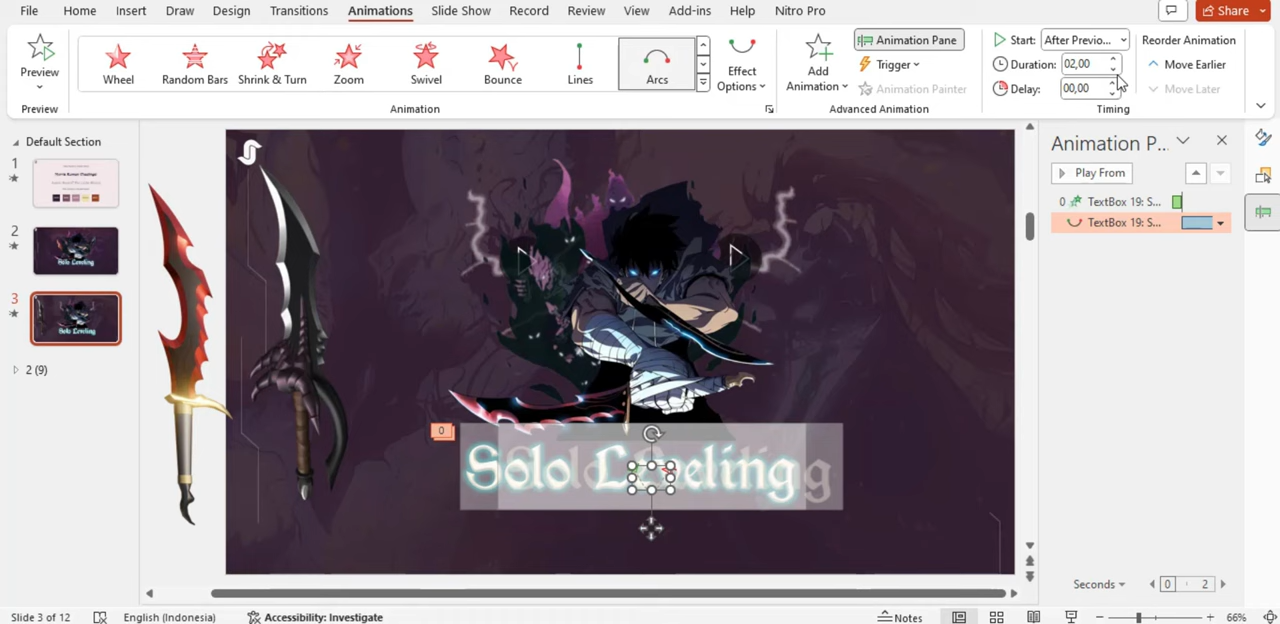 File Home Insert Draw Design Transitions Animations Slide Show Record Review View Add-ins Help Nitro Pro Share
Preview
Preview
Wheel Random Bars Shrink & Turn Zoom Swivel Bounce Lines Arcs
Animation
Effect
Options
Add
Animation
Animation Pane
Trigger
Animation Painter
Advanced Animation
Start: After Previo...
Duration: 02,00
Delay: 00,00
Timing
Reorder Animation
Move Earlier
Move Later
Default Section
1
2
3
2 (9)
0
Solo Leveling
Animation P...
Play From
0 TextBox 19: S...
TextBox 19: S...
Seconds 0 2
Slide 3 of 12 English (Indonesia) Accessibility: Investigate Notes 66%